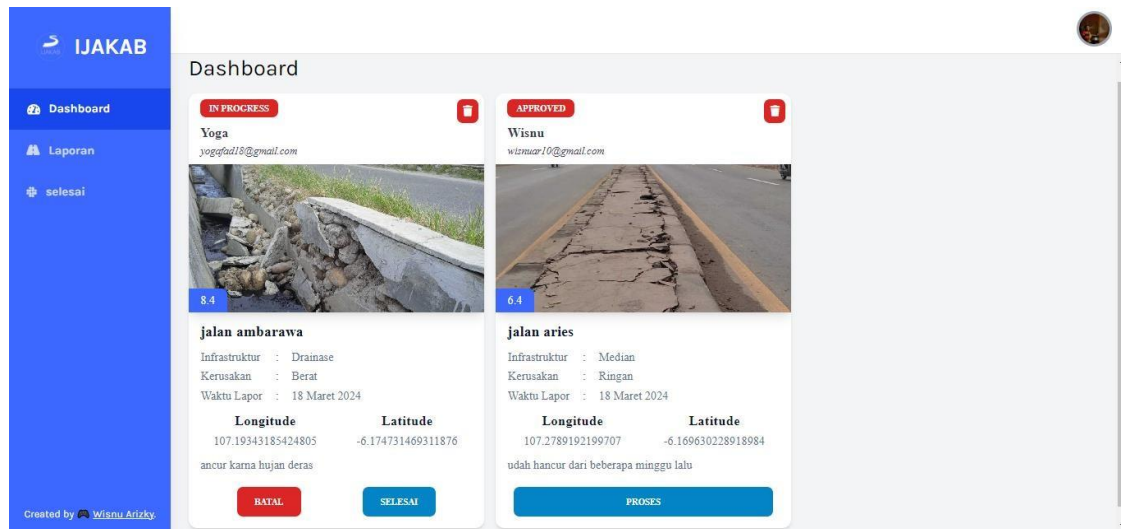 IJAKAB
Dashboard
Laporan
selesai
Created by Wisnu Arizky.
Dashboard
IN PROGRESS
Yoga
yogafad18@gmail.com
8.4
jalan ambarawa
Infrastruktur : Drainase
Kerusakan : Berat
Waktu Lapor : 18 Maret 2024
Longitude Latitude
107.19343185424805 -6.174731469311876
ancur karna hujan deras
BATAL SELESAI
APPROVED
Wisnu
wiznuar10@gmail.com
6.4
jalan aries
Infrastruktur : Median
Kerusakan : Ringan
Waktu Lapor : 18 Maret 2024
Longitude Latitude
107.2789192199707 -6.169630228918984
udah hancur dari beberapa minggu lalu
PROSES